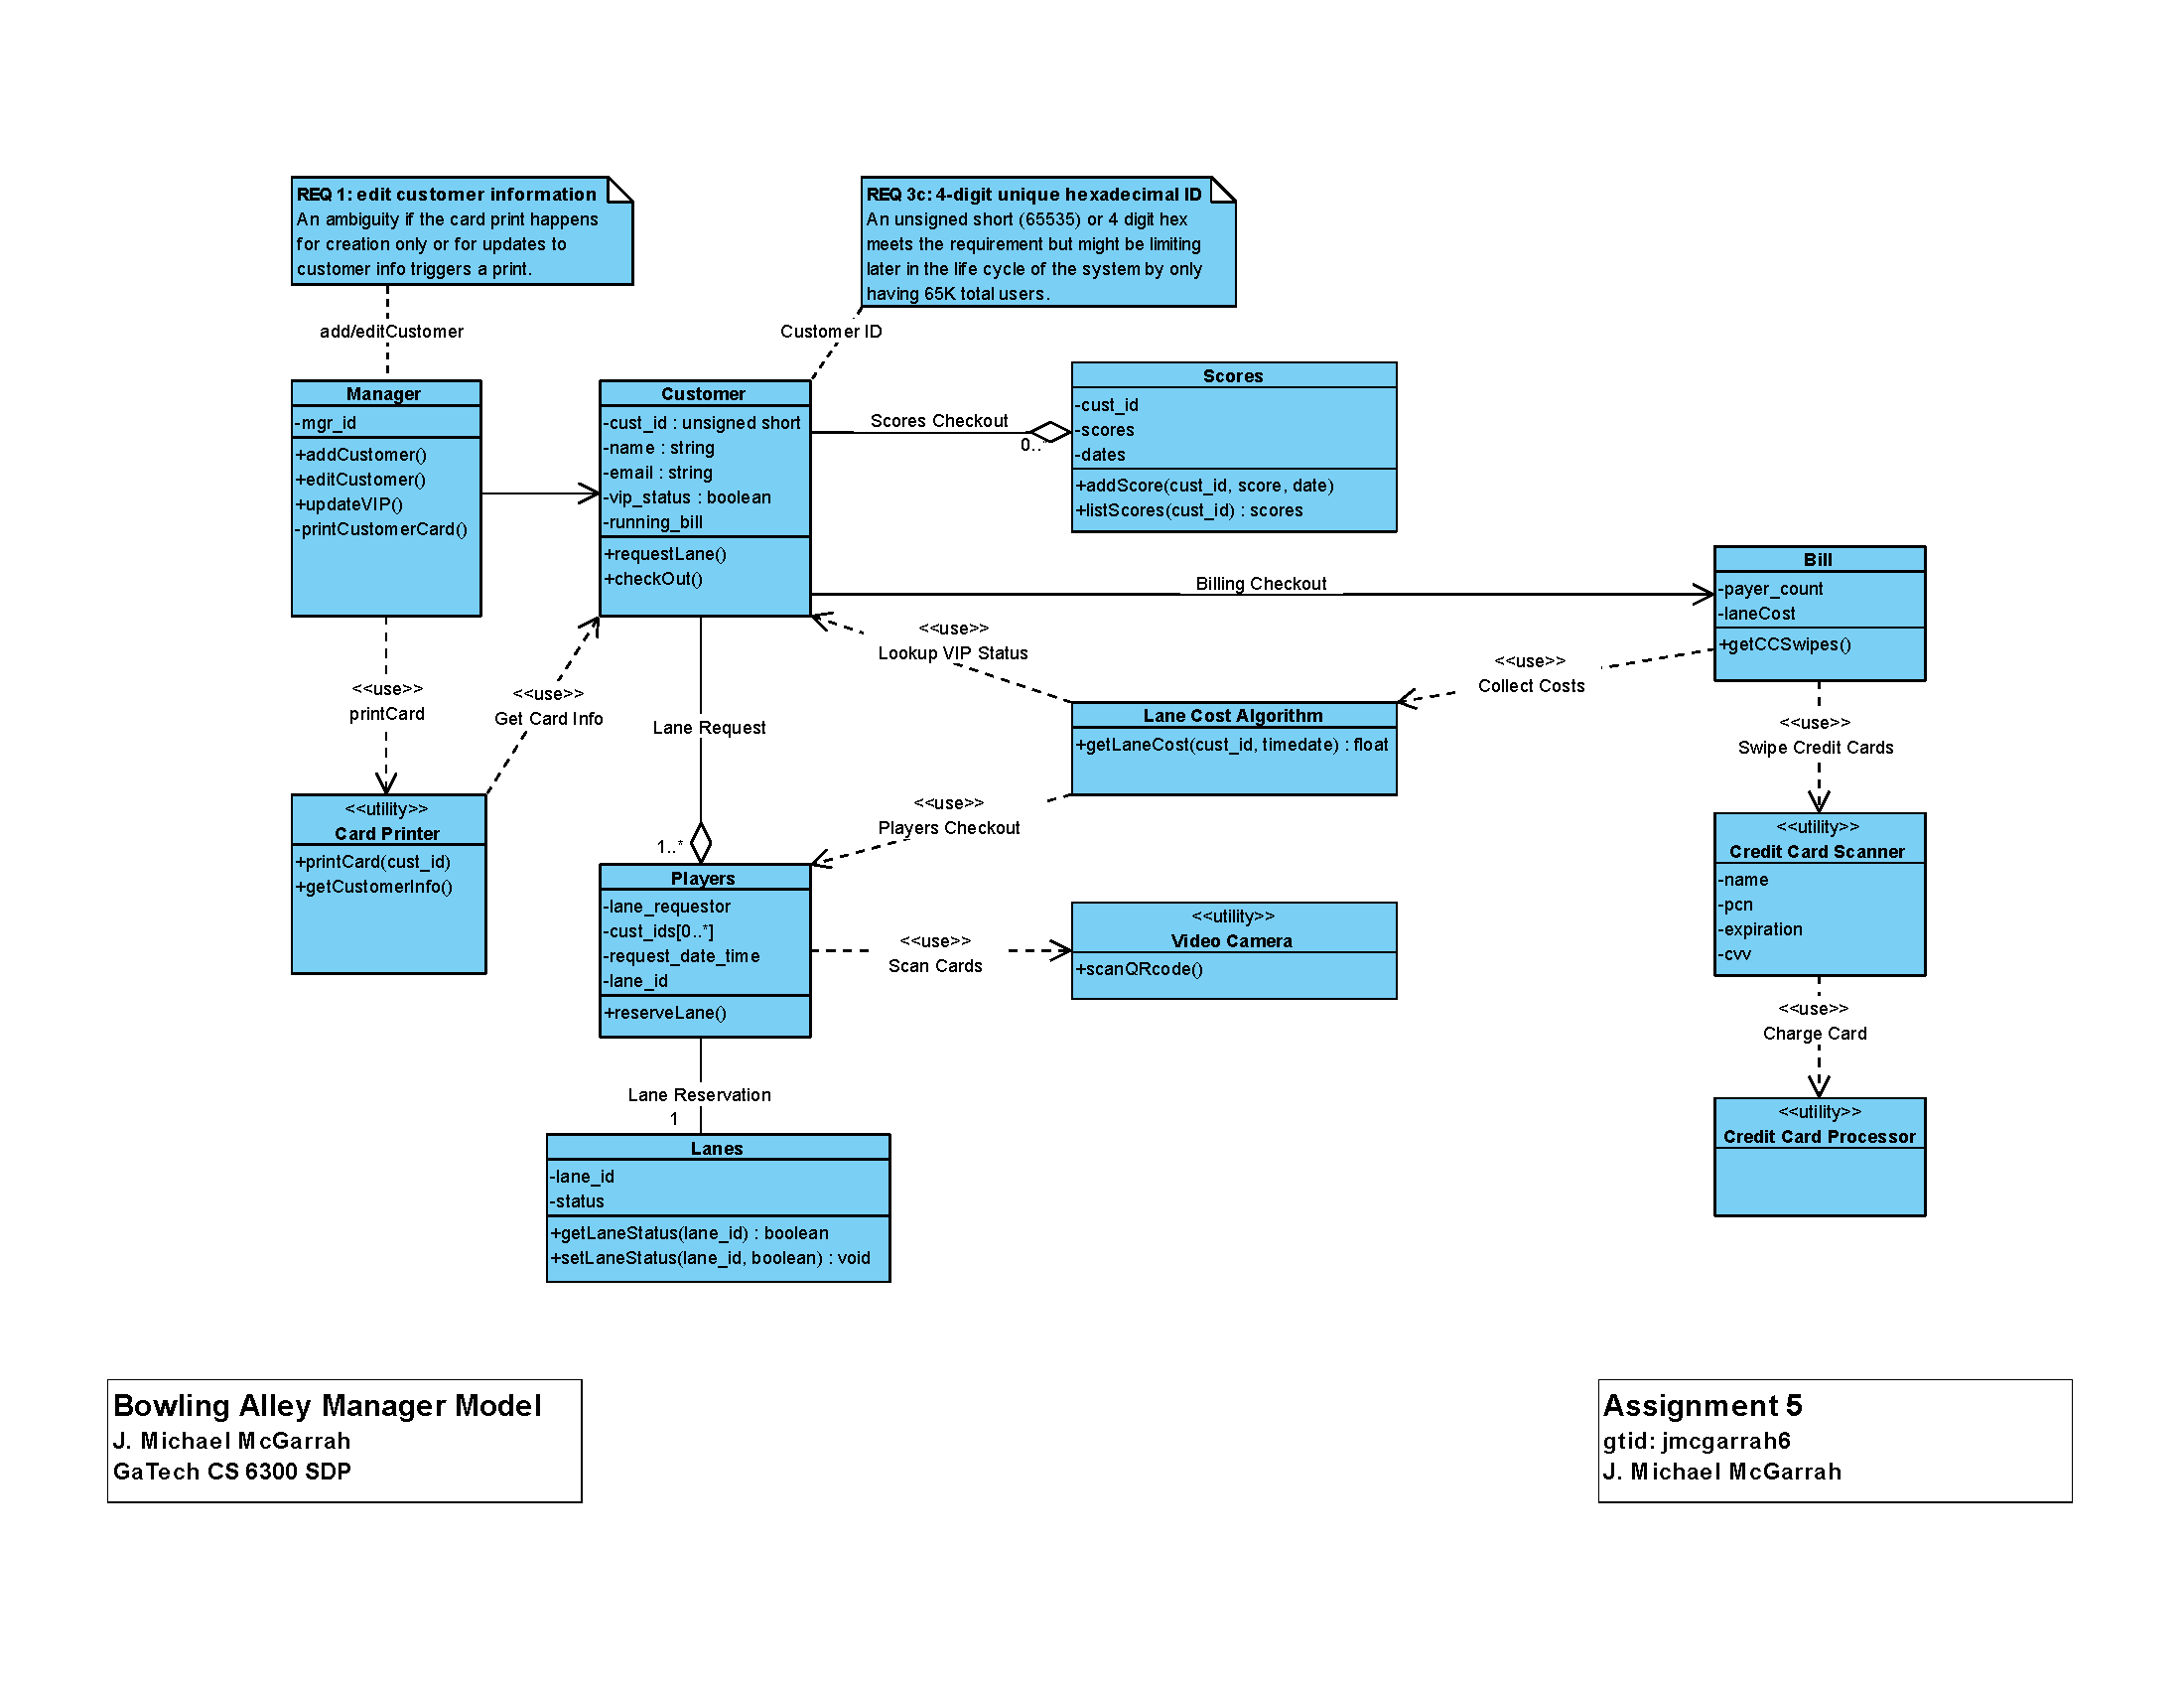 REQ 1: edit customer information
An ambiguity if the card print happens
for creation only or for updates to
customer info triggers a print.
REQ 3c: 4-digit unique hexadecimal ID
An unsigned short (65535) or 4 digit hex
meets the requirement but might be limiting
later in the life cycle of the system by only
having 65K total users.
add/editCustomer
Customer ID
Manager
-mgr_id
+addCustomer()
+editCustomer()
+updateVIP()
-printCustomerCard()
Customer
-cust_id : unsigned short
-name : string
-email : string
-vip_status : boolean
-running_bill
+requestLane()
+checkOut()
Scores Checkout
0..*
Scores
-cust_id
-scores
-dates
+addScore(cust_id, score, date)
+listScores(cust_id) : scores
Billing Checkout
Bill
-payer_count
-laneCost
+getCCSwipes()
<<use>>
Lookup VIP Status
<<use>>
Collect Costs
<<use>>
printCard
<<use>>
Get Card Info
Lane Request
1..*
Lane Cost Algorithm
+getLaneCost(cust_id, timedate) : float
<<use>>
Swipe Credit Cards
<<use>>
Players Checkout
<<utility>>
Card Printer
+printCard(cust_id)
+getCustomerInfo()
Players
-lane_requestor
-cust_ids[0..*]
-request_date_time
-lane_id
+reserveLane()
<<use>>
Scan Cards
<<utility>>
Video Camera
+scanQRcode()
<<utility>>
Credit Card Scanner
-name
-pcn
-expiration
-cvv
<<use>>
Charge Card
Lane Reservation
1
Lanes
-lane_id
-status
+getLaneStatus(lane_id) : boolean
+setLaneStatus(lane_id, boolean) : void
<<utility>>
Credit Card Processor
Bowling Alley Manager Model
J. Michael McGarrah
GaTech CS 6300 SDP
Assignment 5
gtid: jmcgarrah6
J. Michael McGarrah